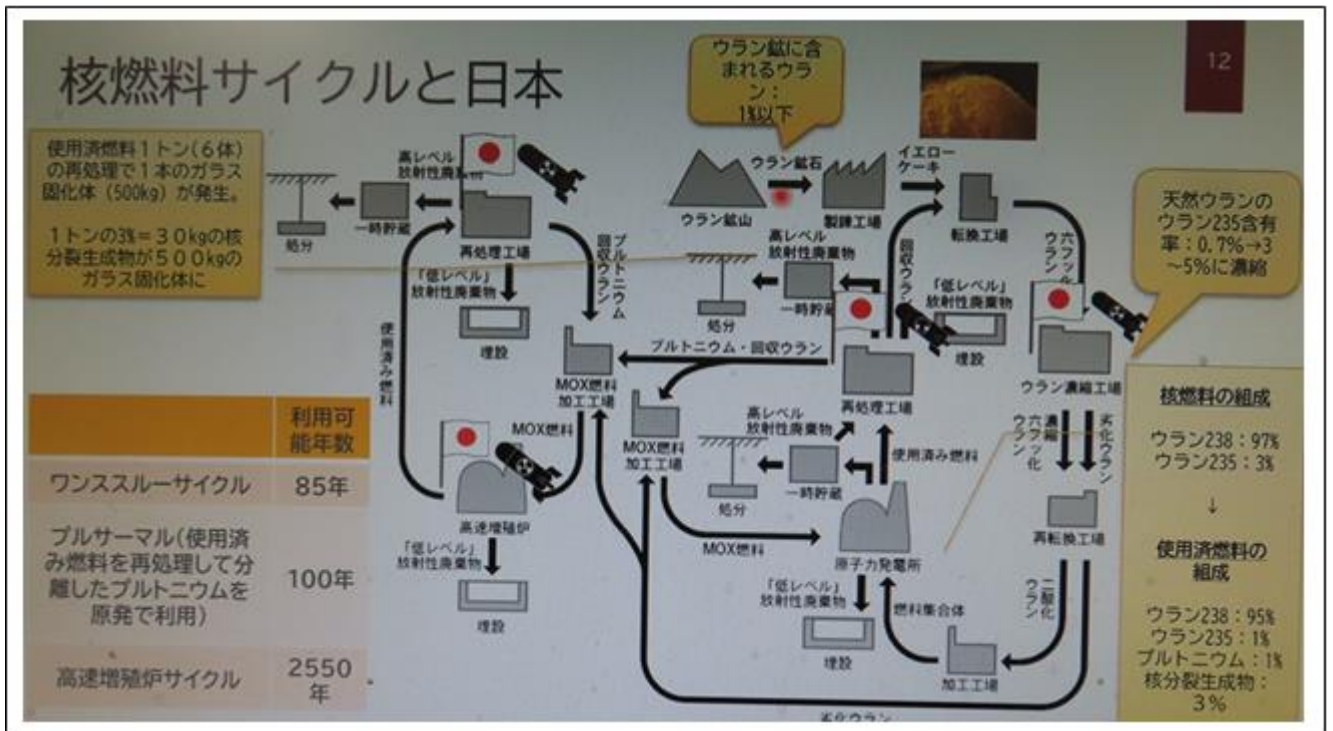 核燃料サイクルと日本
12
使用済燃料1トン(6体)
の再処理で1本のガラス
固化体(500kg)が発生。
1トンの3%=30kgの核
分裂生成物が500kgの
ガラス固化体に
ウラン鉱に含
まれるウラ
ン:
1%以下
高レベル
放射性廃棄物
処分
一時貯蔵
再処理工場
「低レベル」
放射性廃棄物
埋設
プルトニウム
回収ウラン
使用済み燃料
MOX燃料
加工工場
MOX燃料
高速増殖炉
「低レベル」
放射性廃棄物
埋設
ウラン鉱山
ウラン鉱石
製錬工場
イエロー
ケーキ
転換工場
六フッ化
ウラン
天然ウランの
ウラン235含有
率:0.7%→3
~5%に濃縮
高レベル
放射性廃棄物
処分
一時貯蔵
回収ウラン
「低レベル」
放射性廃棄物
埋設
ウラン濃縮工場
プルトニウム・回収ウラン
再処理工場
MOX燃料
加工工場
高レベル
放射性廃棄物
処分
一時貯蔵
使用済み燃料
濃縮
六フッ化
ウラン
劣化ウラン
再転換工場
MOX燃料
原子力発電所
「低レベル」
放射性廃棄物
埋設
燃料集合体
加工工場
二酸化
ウラン
劣化ウラン
利用可
能年数
ワンススルーサイクル
85年
プルサーマル(使用済
み燃料を再処理して分
離したプルトニウムを
原発で利用)
100年
高速増殖炉サイクル
2550
年
核燃料の組成
ウラン238:97%
ウラン235:3%
↓
使用済燃料の
組成
ウラン238:95%
ウラン235:1%
プルトニウム:1%
核分裂生成物:
3%